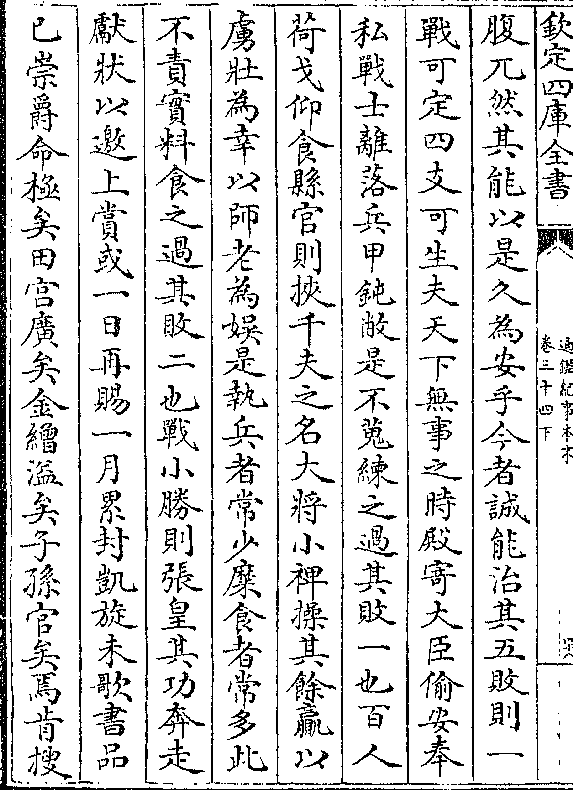 欽定四庫全書
通鑑紀事本末
卷三十四下
腹兀然其能以是久為安乎今者誠能治其五敗則一
戰可定四支可生夫天下無事之時殿寄大臣偷安奉
私戰士離落兵甲鈍敝是不蒐練之過其敗一也百人
荷戈仰食縣官則挾千夫之名大將小裨操其餘羸以
虜壯為幸以師老為娛是執兵者常少糜食者常多此
不責實料食之過其敗二也戰小勝則張皇其功奔走
獻狀以邀上賞或一日再賜一月累封凱旋未歌書品
已崇爵命極矣田宫廣矣金繒溢矣子孫官矣焉肯搜